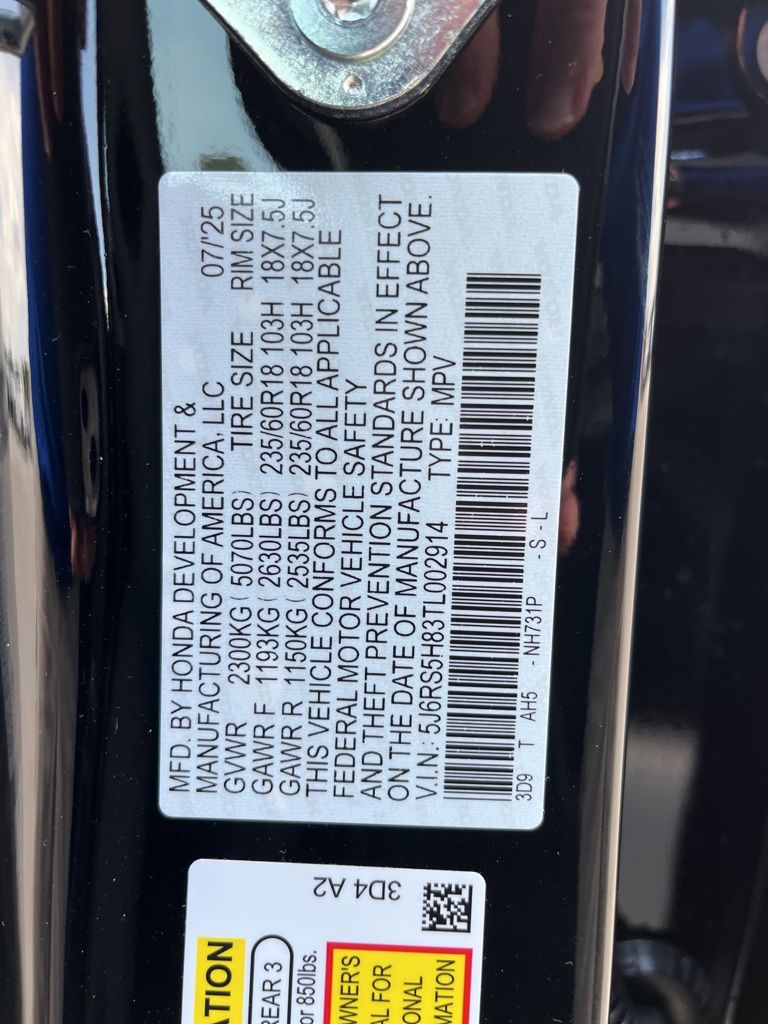 MFD. BY HONDA DEVELOPMENT &
MANUFACTURING OF AMERICA, LLC 07/'25
GVWR 2300KG ( 5070LBS) TIRE SIZE RIM SIZE
GAWR F 1193KG ( 2630LBS) 235/60R18 103H 18X7.5J
GAWR R 1150KG ( 2535LBS) 235/60R18 103H 18X7.5J
THIS VEHICLE CONFORMS TO ALL APPLICABLE
FEDERAL MOTOR VEHICLE SAFETY
AND THEFT PREVENTION STANDARDS IN EFFECT
ON THE DATE OF MANUFACTURE SHOWN ABOVE.
V.I.N.: 5J6RS5H83TL002914 TYPE: MPV
3D9 T AH5 - NH731P - S - L
3D4 A2
ATION
REAR 3
or 850lbs.
WNER'S
AL FOR
ONAL
MATION